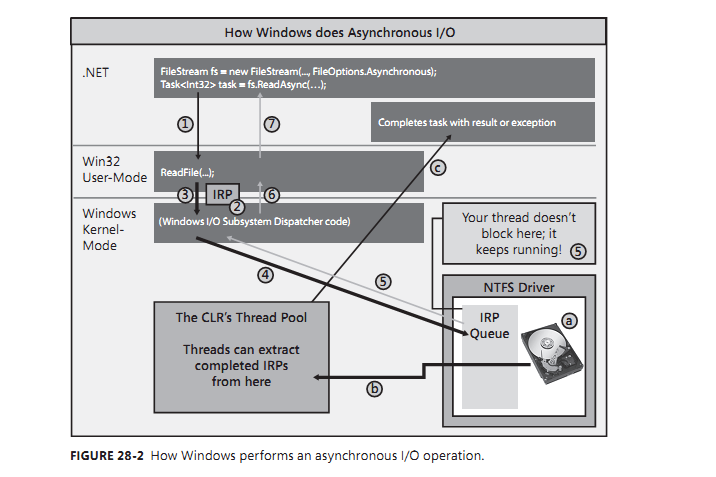 How Windows does Asynchronous I/O
.NET
FileStream fs = new FileStream(..., FileOptions.Asynchronous);
Task<Int32> task = fs.ReadAsync(...);
Completes task with result or exception
1
7
c
Win32
User-Mode
ReadFile(...);
3
IRP
2
6
Windows
Kernel-
Mode
(Windows I/O Subsystem Dispatcher code)
Your thread doesn't
block here; it
keeps running! 5
4
5
NTFS Driver
IRP
Queue
a
The CLR's Thread Pool
Threads can extract
completed IRPs
from here
b
FIGURE 28-2 How Windows performs an asynchronous I/O operation.